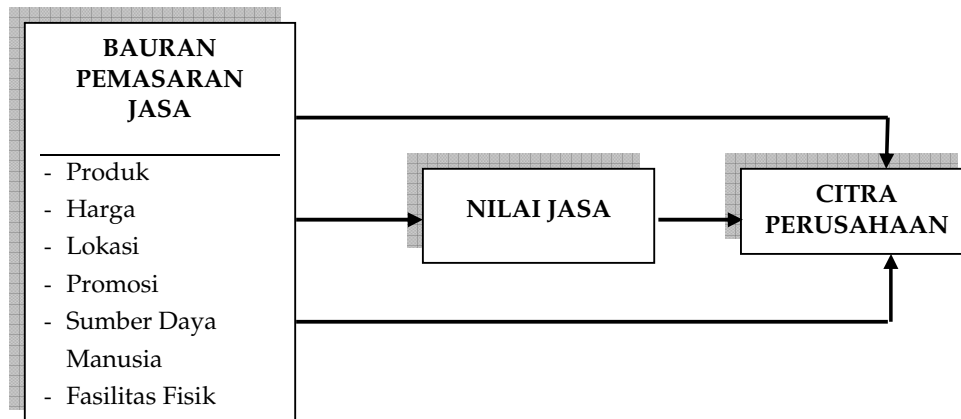 BAURAN
PEMASARAN
JASA
- Produk
- Harga
- Lokasi
- Promosi
- Sumber Daya
Manusia
- Fasilitas Fisik
NILAI JASA
CITRA
PERUSAHAAN